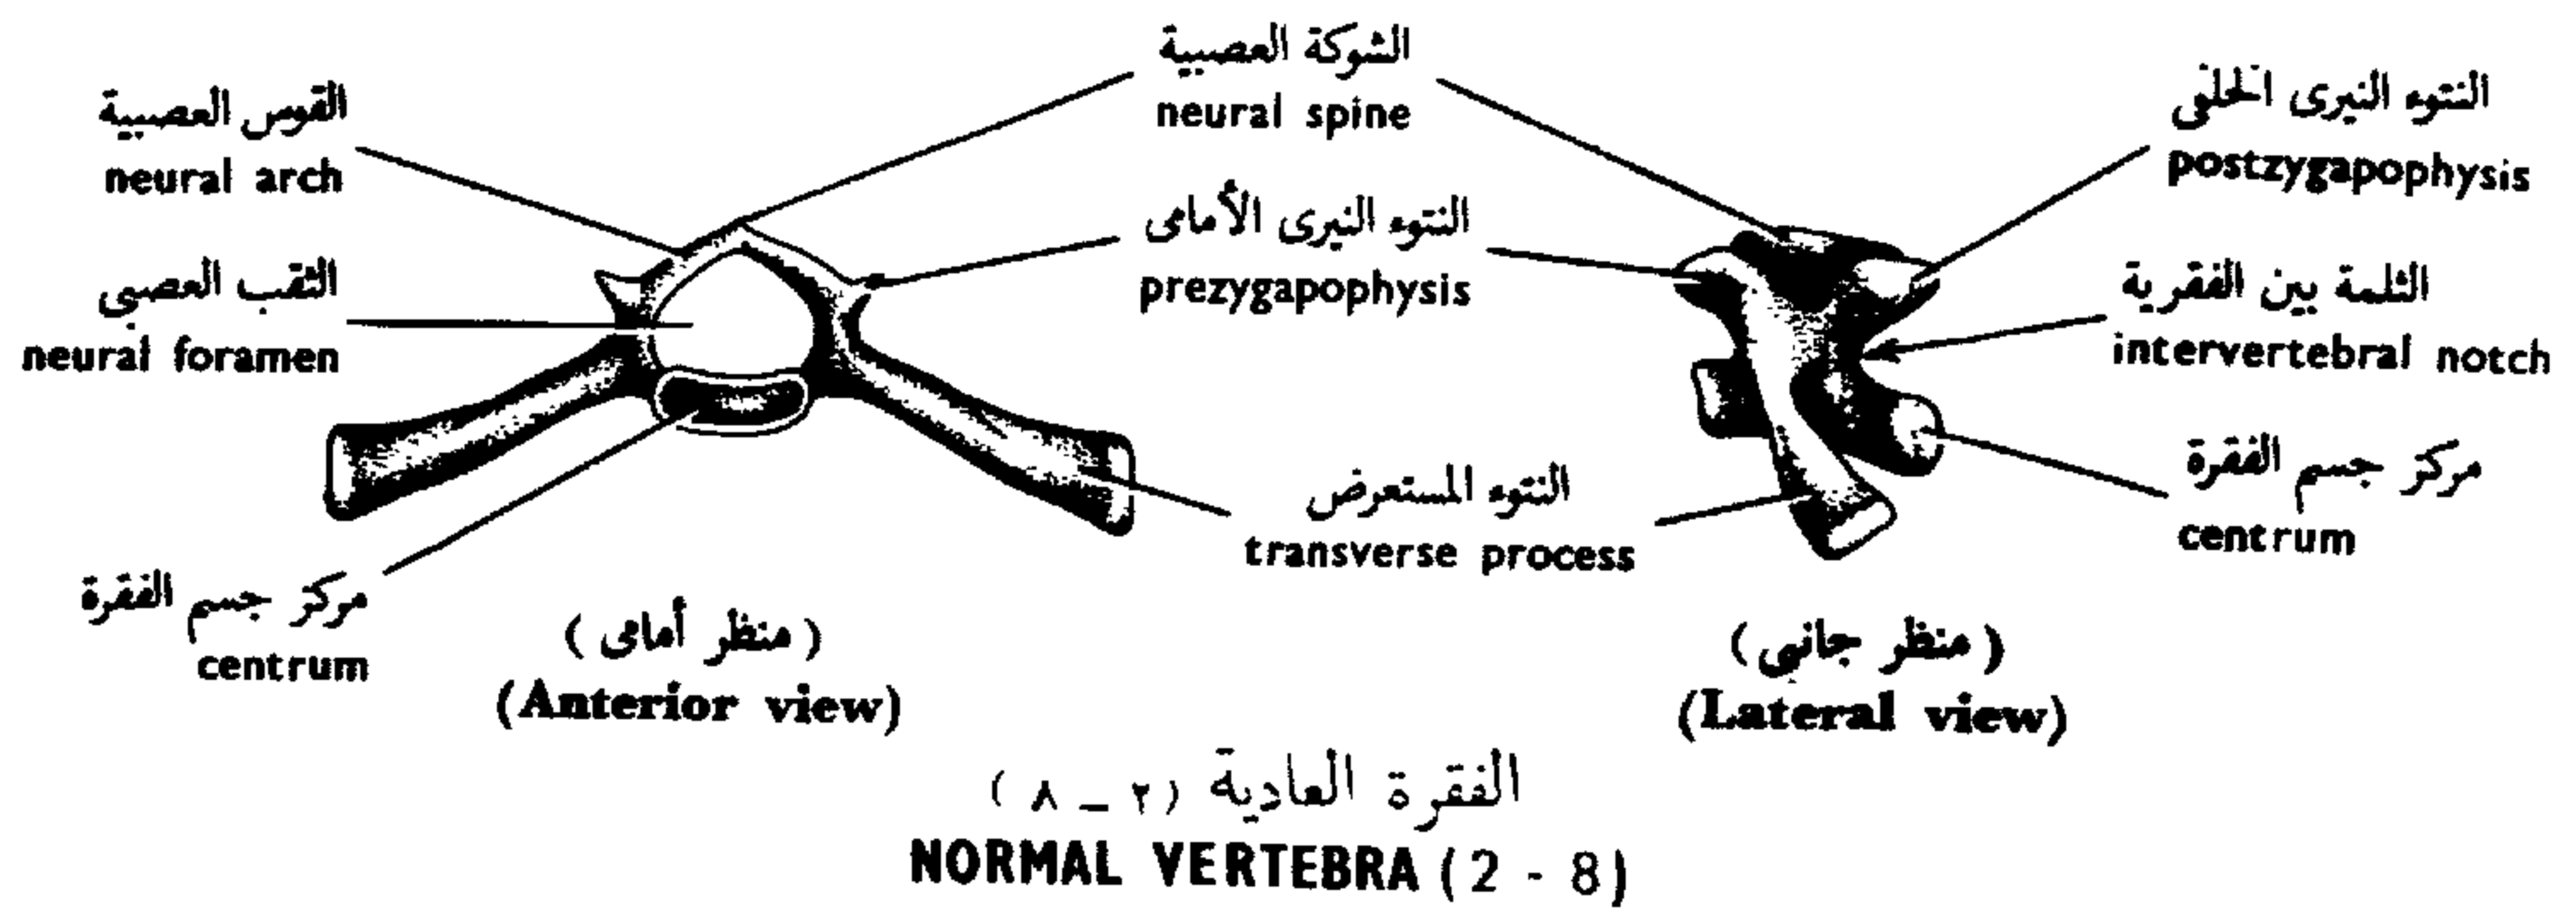 الشوكة العصبية
neural spine
القوس العصبية
neural arch
النتوء النيرى الخلفى
postzygapophysis
النتوء النيرى الأمامى
prezygapophysis
الثقب العصبى
neural foramen
الثلمة بين الفقرية
intervertebral notch
النتوء المستعرض
transverse process
مركز جسم الفقرة
centrum
مركز جسم الفقرة
centrum
( منظر أمامى )
(Anterior view)
( منظر جانبى )
(Lateral view)
الفقرة العادية ( ٢ – ٨ )
NORMAL VERTEBRA (2 - 8)